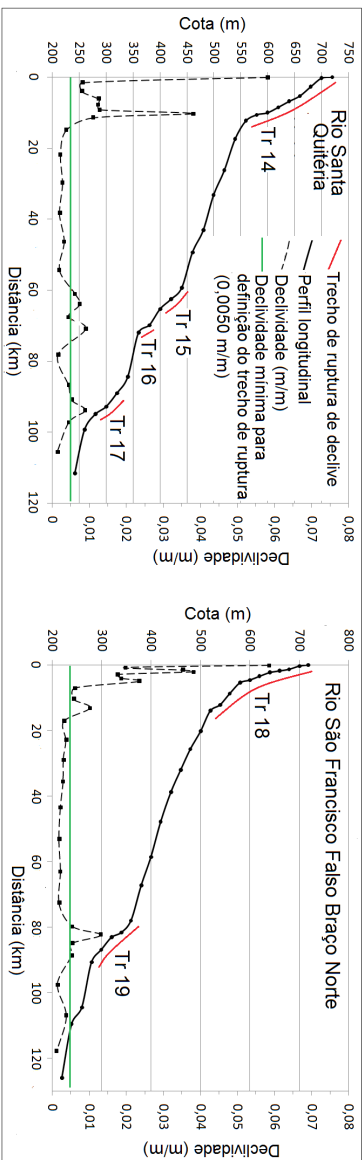 Rio Santa
Quitéria
Trecho de ruptura de declive
Perfil longitudinal
Declividade (m/m)
Declividade mínima para
definição do trecho de ruptura
(0,0050 m/m)
Tr 14
Tr 15
Tr 16
Tr 17
Cota (m)
200 250 300 350 400 450 500 550 600 650 700 750
0 20 40 60 80 100 120
Distância (km)
0 0,01 0,02 0,03 0,04 0,05 0,06 0,07 0,08
Declividade (m/m)
Rio São Francisco Falso Braço Norte
Tr 18
Tr 19
Cota (m)
200 300 400 500 600 700 800
0 20 40 60 80 100 120
Distância (km)
0 0,01 0,02 0,03 0,04 0,05 0,06 0,07 0,08
Declividade (m/m)